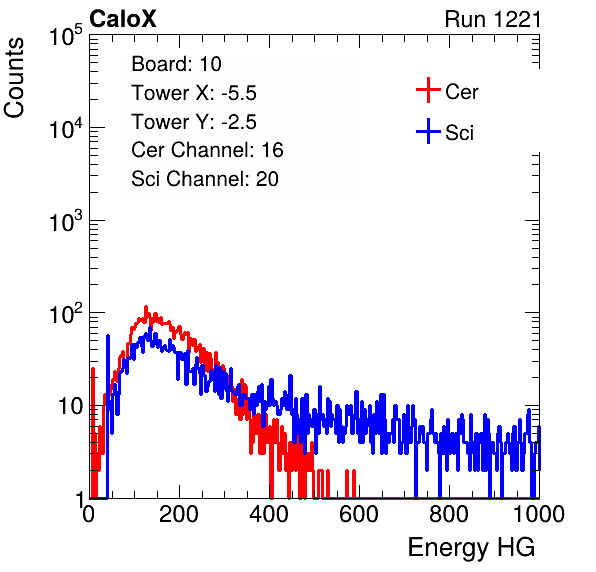 CaloX Run 1221
Counts
10^5
10^4
10^3
10^2
10
1
Board: 10
Tower X: -5.5
Tower Y: -2.5
Cer Channel: 16
Sci Channel: 20
Cer
Sci
0 200 400 600 800 1000
Energy HG